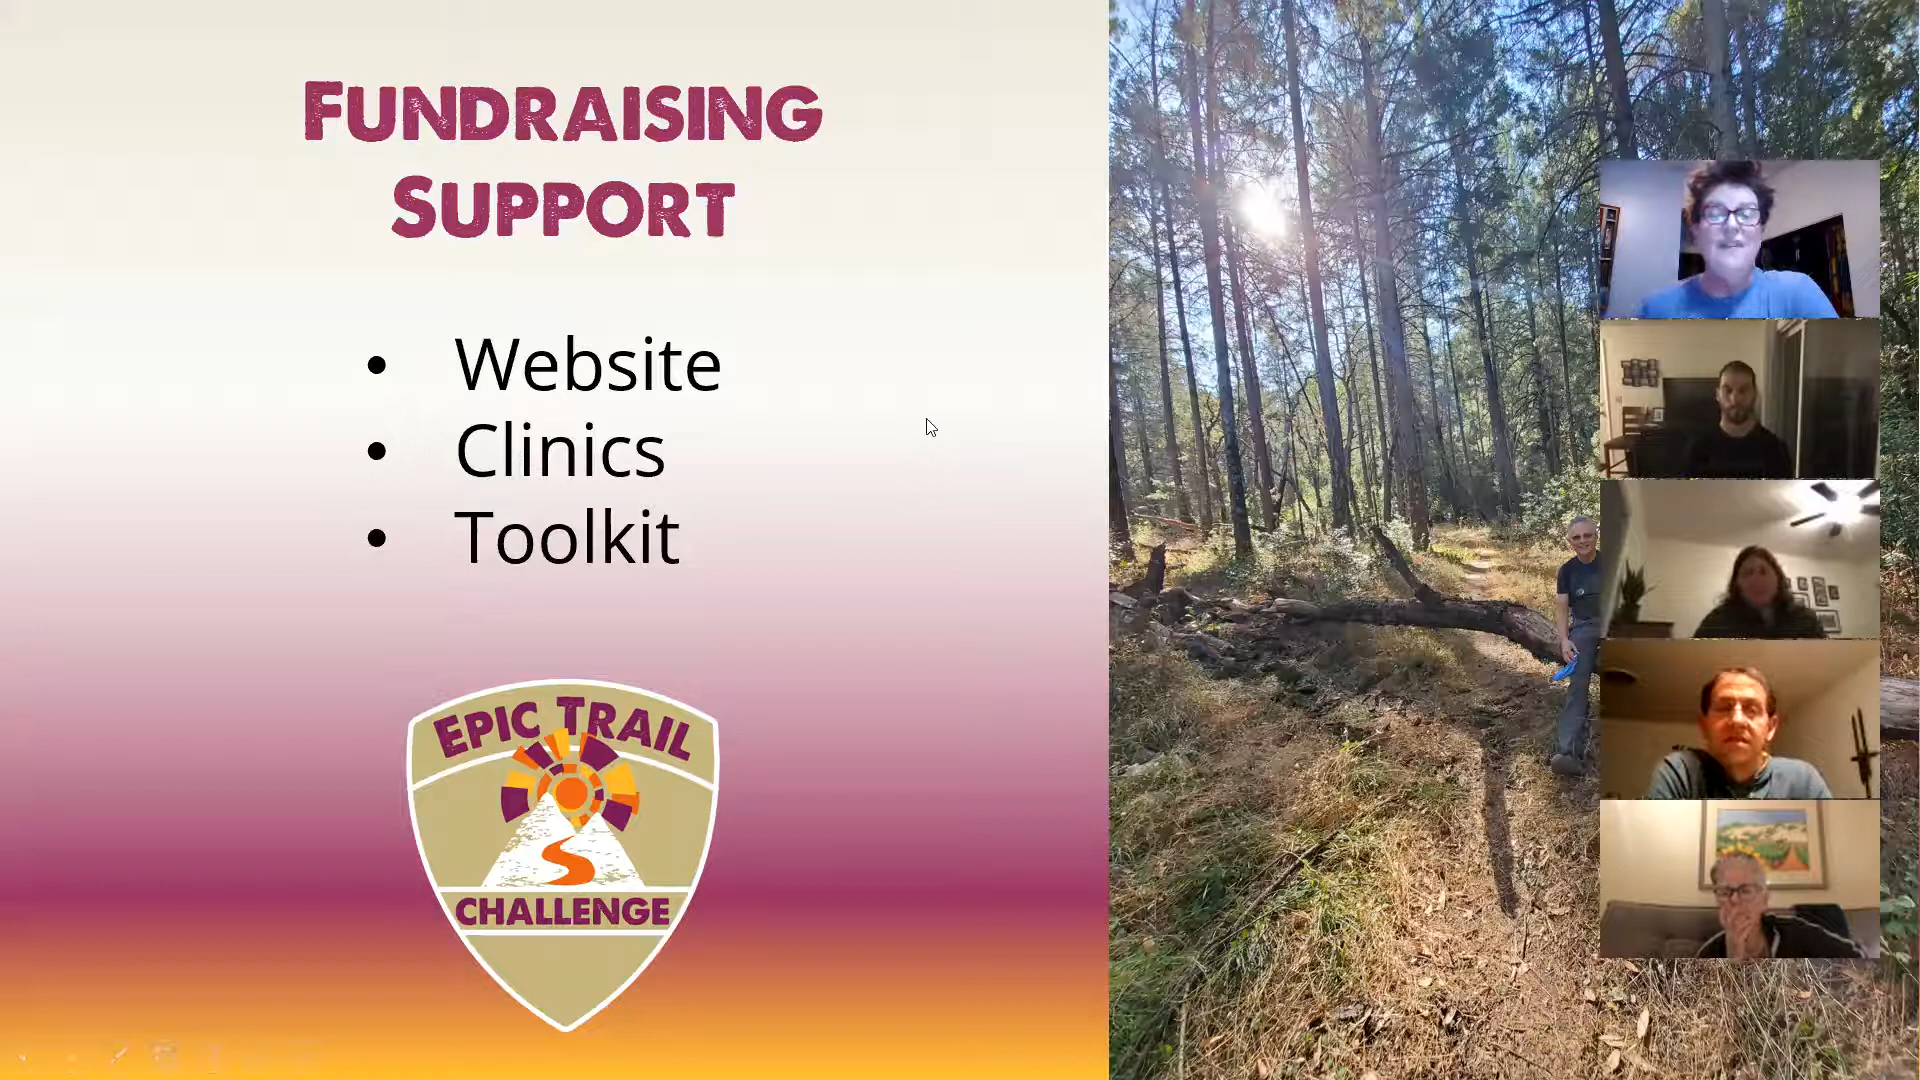 FUNDRAISING
SUPPORT
• Website
• Clinics
• Toolkit
EPIC TRAIL
CHALLENGE